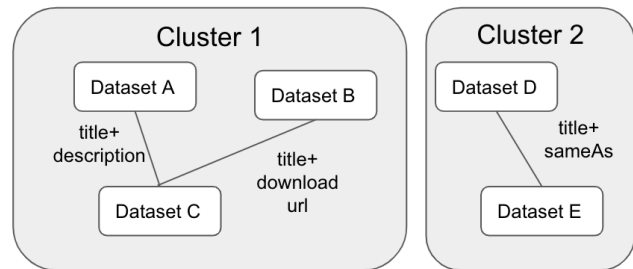 Cluster 1
Dataset A
Dataset B
title+
description
title+
download
url
Dataset C
Cluster 2
Dataset D
title+
sameAs
Dataset E